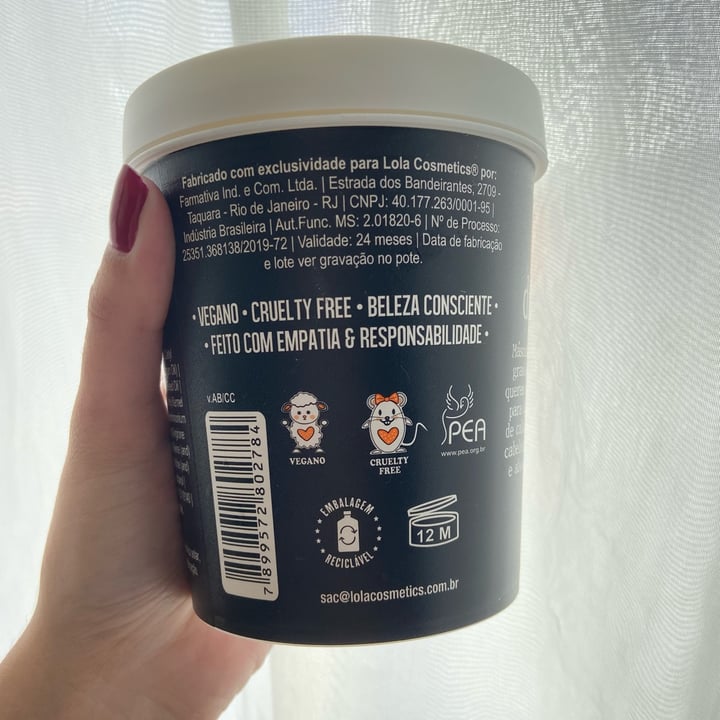 Fabricado com exclusividade para Lola Cosmetics® por:
Farmativa Ind. e Com. Ltda. | Estrada dos Bandeirantes, 2709 -
Taquara - Rio de Janeiro - RJ | CNPJ: 40.177.263/0001-95 |
Indústria Brasileira | Aut.Func. MS: 2.01820-6 | Nº de Processo:
25351.368138/2019-72 | Validade: 24 meses | Data de fabricação
e lote ver gravação no pote.
• VEGANO • CRUELTY FREE • BELEZA CONSCIENTE •
• FEITO COM EMPATIA & RESPONSABILIDADE •
v.AB/CC
7899572802784
VEGANO
CRUELTY
FREE
PEA
www.pea.org.br
EMBALAGEM
RECICLÁVEL
12 M
sac@lolacosmetics.com.br